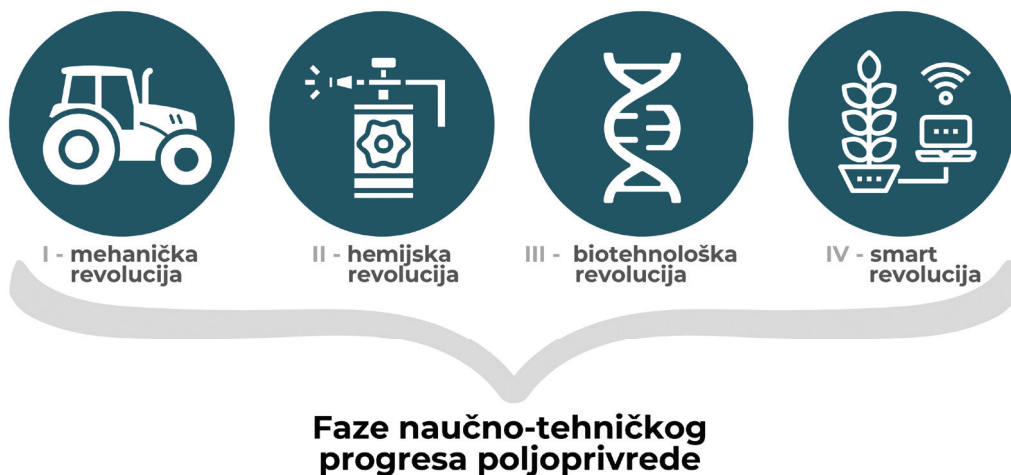 I - mehanička
revolucija
II - hemijska
revolucija
III - biotehnološka
revolucija
IV - smart
revolucija
Faze naučno-tehničkog
progresa poljoprivrede